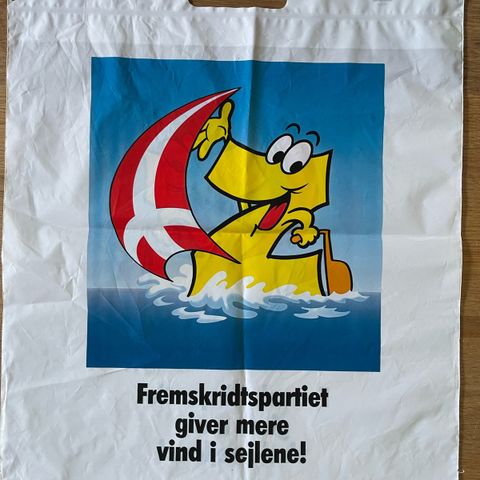 Fremskridtspartiet
giver mere
vind i sejlene!